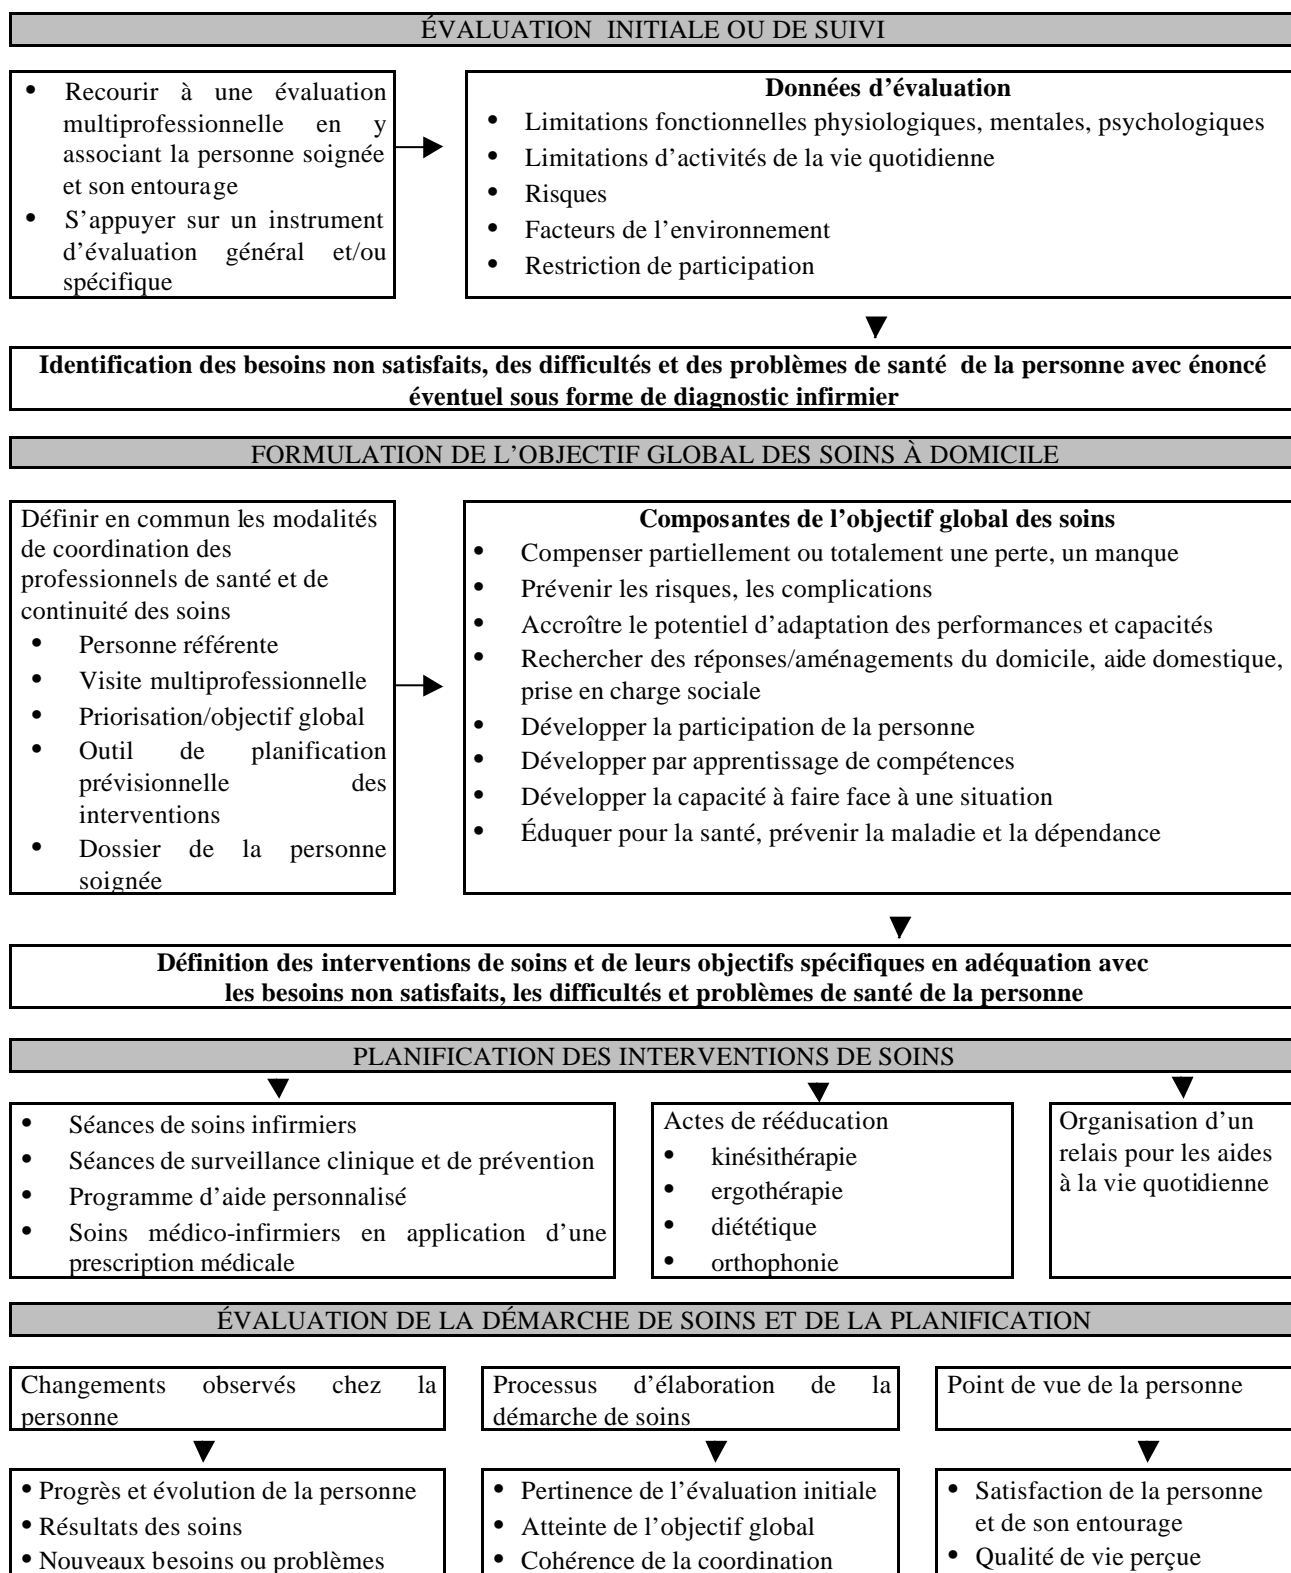 ÉVALUATION INITIALE OU DE SUIVI
• Recourir à une évaluation
multiprofessionnelle en y
associant la personne soignée
et son entourage
• S’appuyer sur un instrument
d’évaluation général et/ou
spécifique
Données d’évaluation
• Limitations fonctionnelles physiologiques, mentales, psychologiques
• Limitations d’activités de la vie quotidienne
• Risques
• Facteurs de l’environnement
• Restriction de participation
Identification des besoins non satisfaits, des difficultés et des problèmes de santé de la personne avec énoncé
éventuel sous forme de diagnostic infirmier
FORMULATION DE L’OBJECTIF GLOBAL DES SOINS À DOMICILE
Définir en commun les modalités
de coordination des
professionnels de santé et de
continuité des soins
• Personne référente
• Visite multiprofessionnelle
• Priorisation/objectif global
• Outil de planification
prévisionnelle des
interventions
• Dossier de la personne
soignée
Composantes de l’objectif global des soins
• Compenser partiellement ou totalement une perte, un manque
• Prévenir les risques, les complications
• Accroître le potentiel d’adaptation des performances et capacités
• Rechercher des réponses/aménagements du domicile, aide domestique,
prise en charge sociale
• Développer la participation de la personne
• Développer par apprentissage de compétences
• Développer la capacité à faire face à une situation
• Éduquer pour la santé, prévenir la maladie et la dépendance
Définition des interventions de soins et de leurs objectifs spécifiques en adéquation avec
les besoins non satisfaits, les difficultés et problèmes de santé de la personne
PLANIFICATION DES INTERVENTIONS DE SOINS
• Séances de soins infirmiers
• Séances de surveillance clinique et de prévention
• Programme d’aide personnalisé
• Soins médico-infirmiers en application d’une
prescription médicale
Actes de rééducation
• kinésithérapie
• ergothérapie
• diététique
• orthophonie
Organisation d’un
relais pour les aides
à la vie quotidienne
ÉVALUATION DE LA DÉMARCHE DE SOINS ET DE LA PLANIFICATION
Changements observés chez la
personne
Processus d’élaboration de la
démarche de soins
Point de vue de la personne
• Progrès et évolution de la personne
• Résultats des soins
• Nouveaux besoins ou problèmes
• Pertinence de l’évaluation initiale
• Atteinte de l’objectif global
• Cohérence de la coordination
• Satisfaction de la personne
et de son entourage
• Qualité de vie perçue